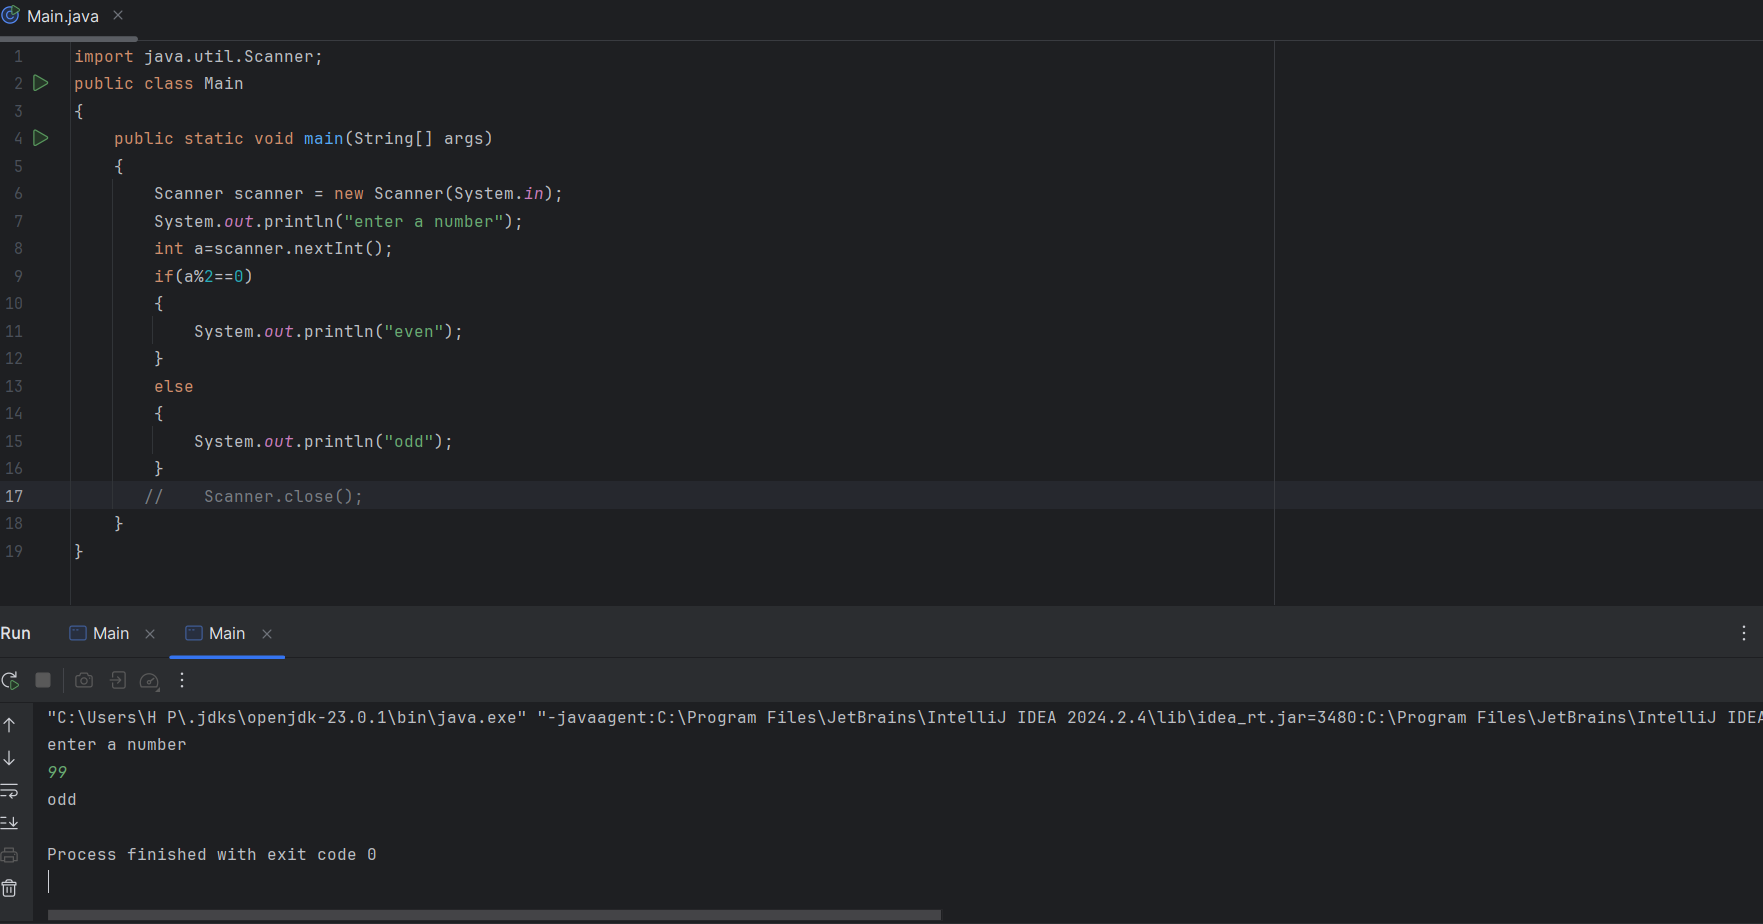 Main.java
1 import java.util.Scanner;
2 public class Main
3 {
4     public static void main(String[] args)
5     {
6         Scanner scanner = new Scanner(System.in);
7         System.out.println("enter a number");
8         int a=scanner.nextInt();
9         if(a%2==0)
10         {
11             System.out.println("even");
12         }
13         else
14         {
15             System.out.println("odd");
16         }
17        //    Scanner.close();
18     }
19 }
Run Main Main
"C:\Users\H P\.jdks\openjdk-23.0.1\bin\java.exe" "-javaagent:C:\Program Files\JetBrains\IntelliJ IDEA 2024.2.4\lib\idea_rt.jar=3480:C:\Program Files\JetBrains\IntelliJ IDEA
enter a number
99
odd
Process finished with exit code 0